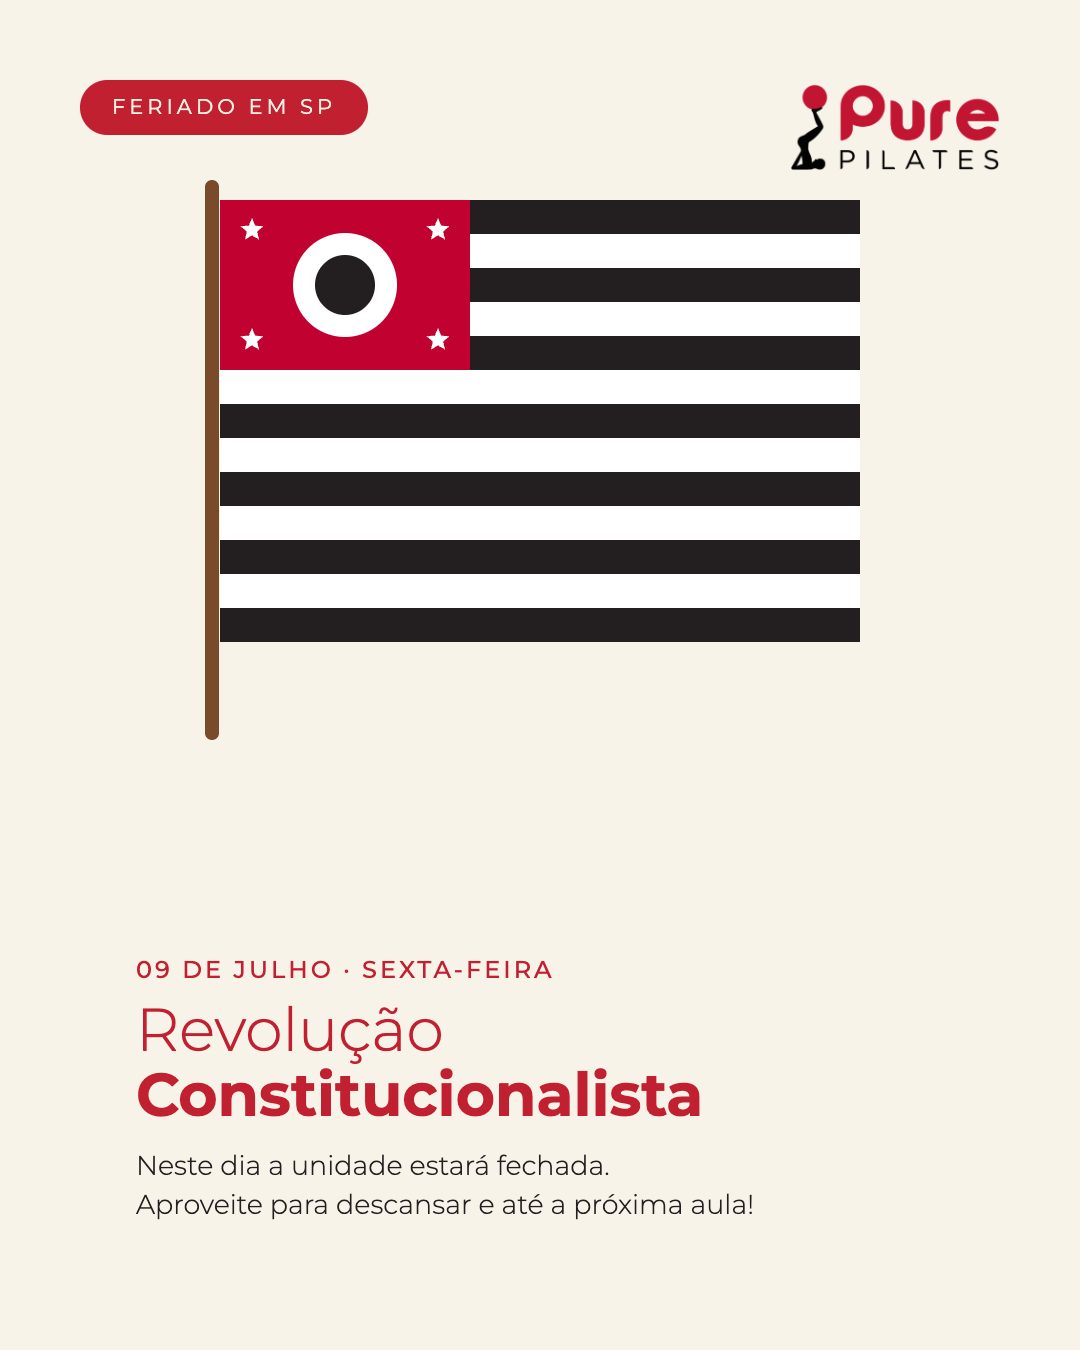 FERIADO EM SP
Pure
PILATES
09 DE JULHO · SEXTA-FEIRA
Revolução
Constitucionalista
Neste dia a unidade estará fechada.
Aproveite para descansar e até a próxima aula!